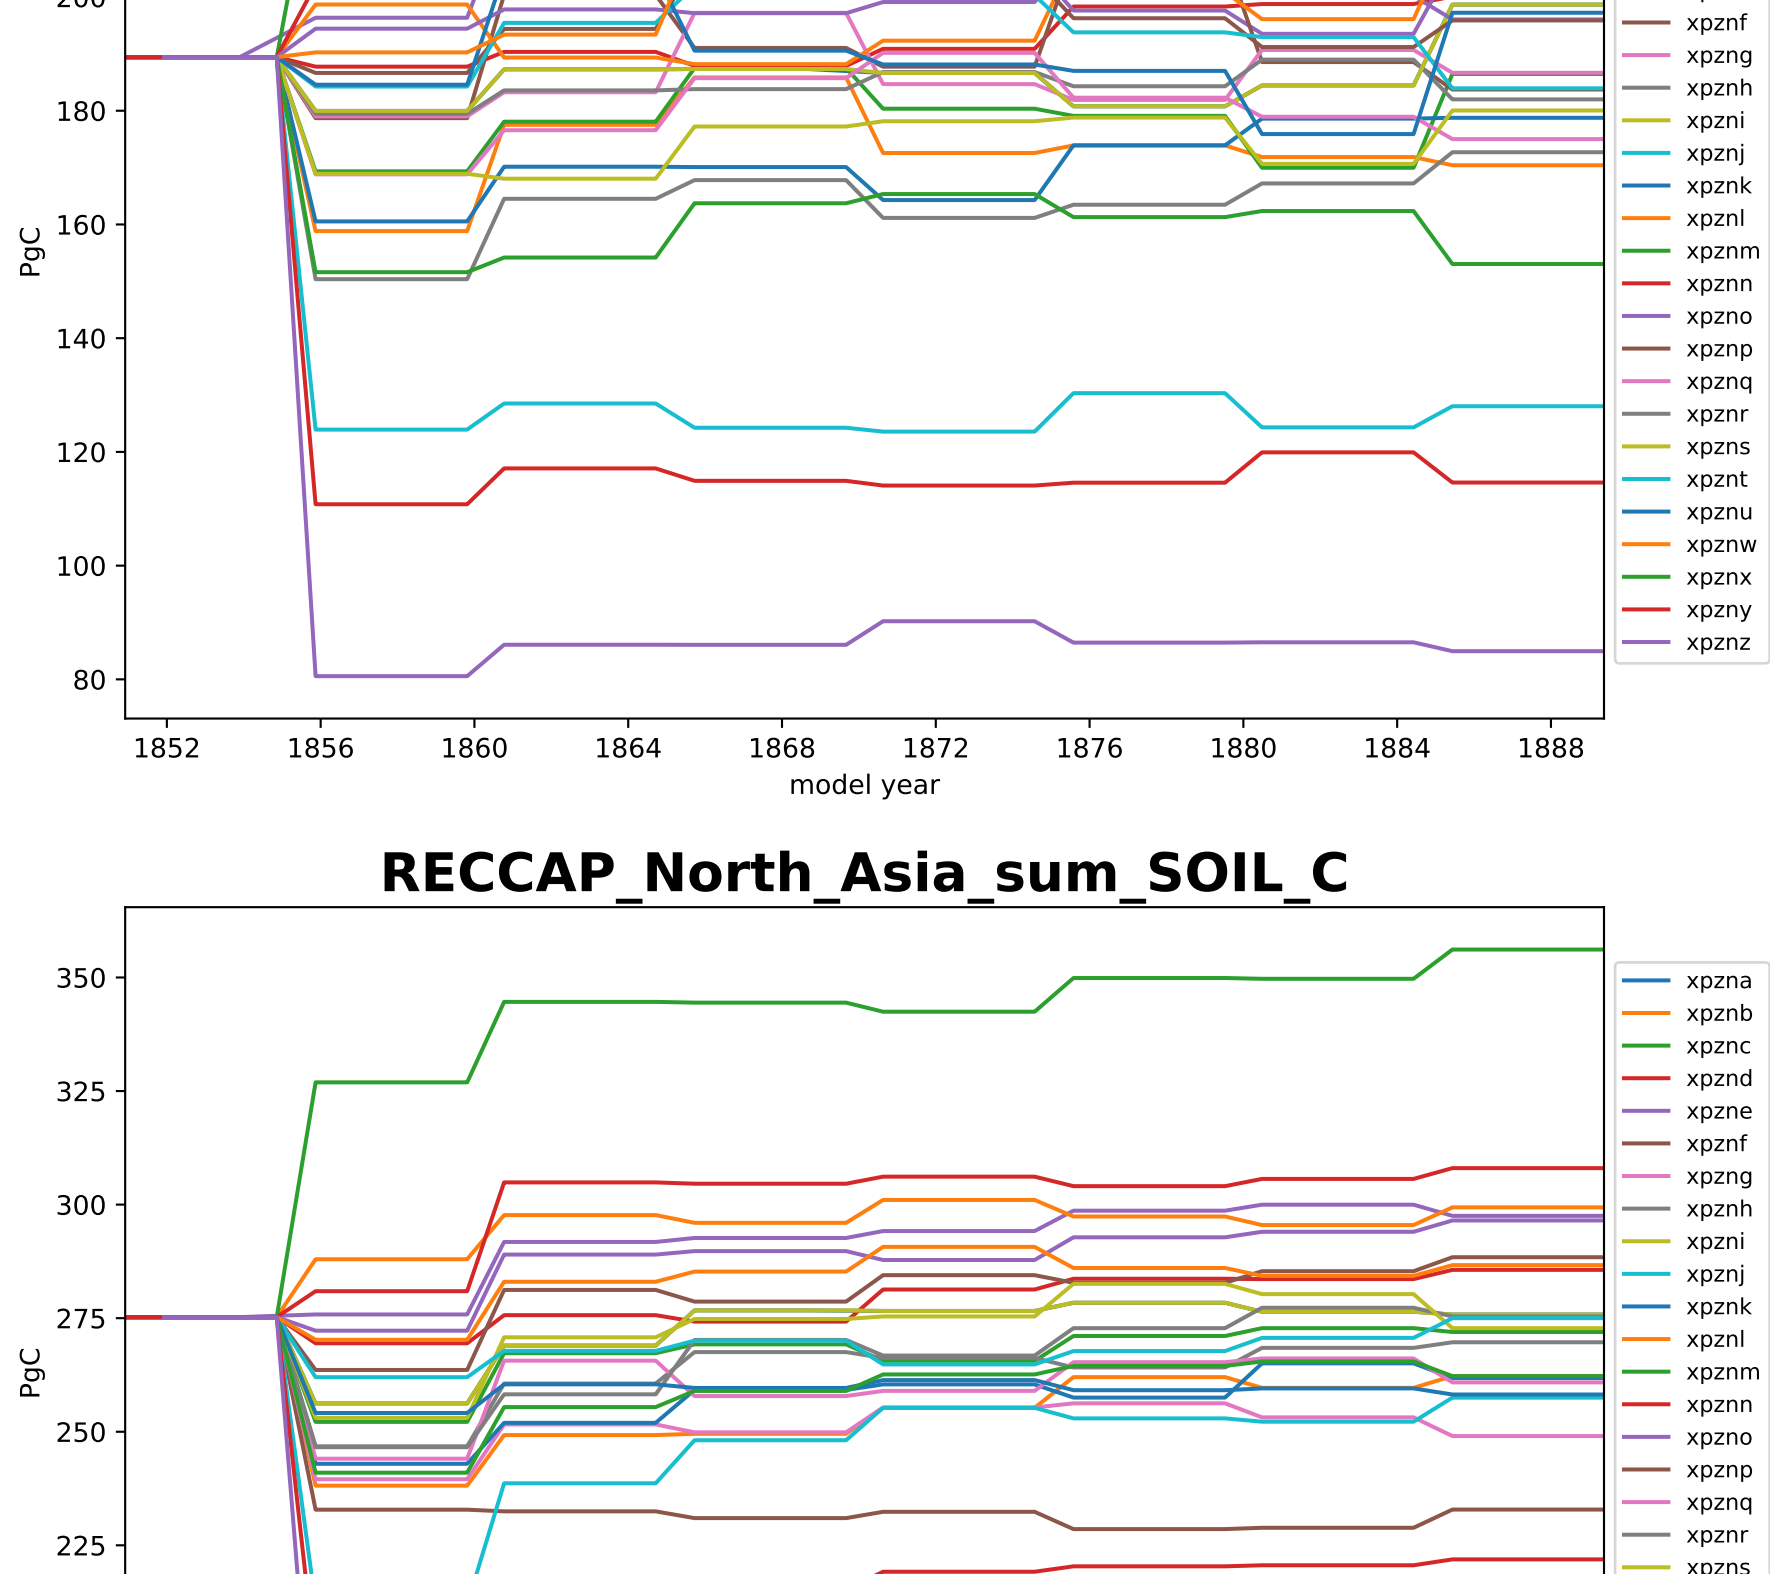 200
180
160
140
120
100
80
PgC
1852 1856 1860 1864 1868 1872 1876 1880 1884 1888
model year
xpznf
xpzng
xpznh
xpzni
xpznj
xpznk
xpznl
xpznm
xpznn
xpzno
xpznp
xpznq
xpznr
xpzns
xpznt
xpznu
xpznw
xpznx
xpzny
xpznz
RECCAP_North_Asia_sum_SOIL_C
350
325
300
275
250
225
PgC
xpzna
xpznb
xpznc
xpznd
xpzne
xpznf
xpzng
xpznh
xpzni
xpznj
xpznk
xpznl
xpznm
xpznn
xpzno
xpznp
xpznq
xpznr
xpzns